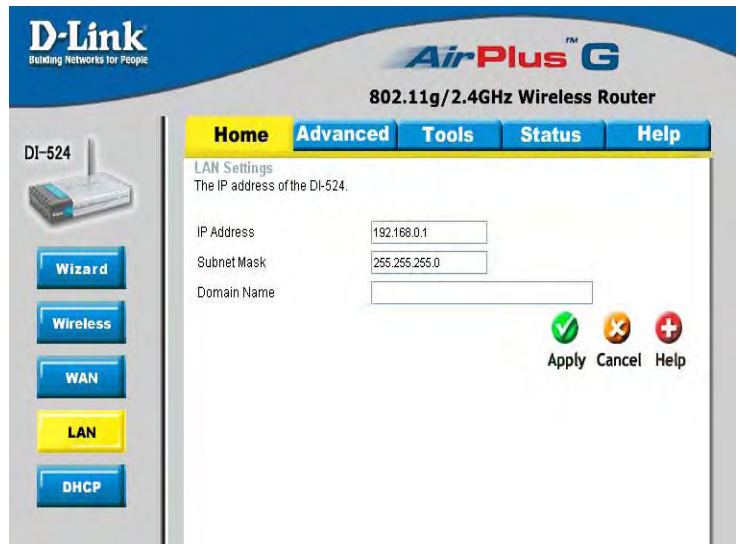 D-Link
Building Networks for People
AirPlus™ G
802.11g/2.4GHz Wireless Router
DI-524
Home Advanced Tools Status Help
LAN Settings
The IP address of the DI-524.
IP Address 192.168.0.1
Subnet Mask 255.255.255.0
Domain Name
Apply Cancel Help
Wizard
Wireless
WAN
LAN
DHCP